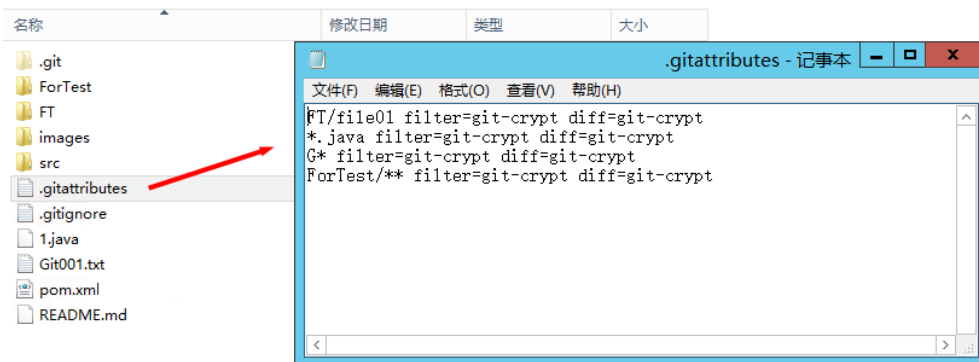 名称 修改日期 类型 大小
.git
ForTest
FT
images
src
.gitattributes
.gitignore
1.java
Git001.txt
pom.xml
README.md
.gitattributes - 记事本
文件(F) 编辑(E) 格式(O) 查看(V) 帮助(H)
FT/file01 filter=git-crypt diff=git-crypt
*.java filter=git-crypt diff=git-crypt
G* filter=git-crypt diff=git-crypt
ForTest/** filter=git-crypt diff=git-crypt